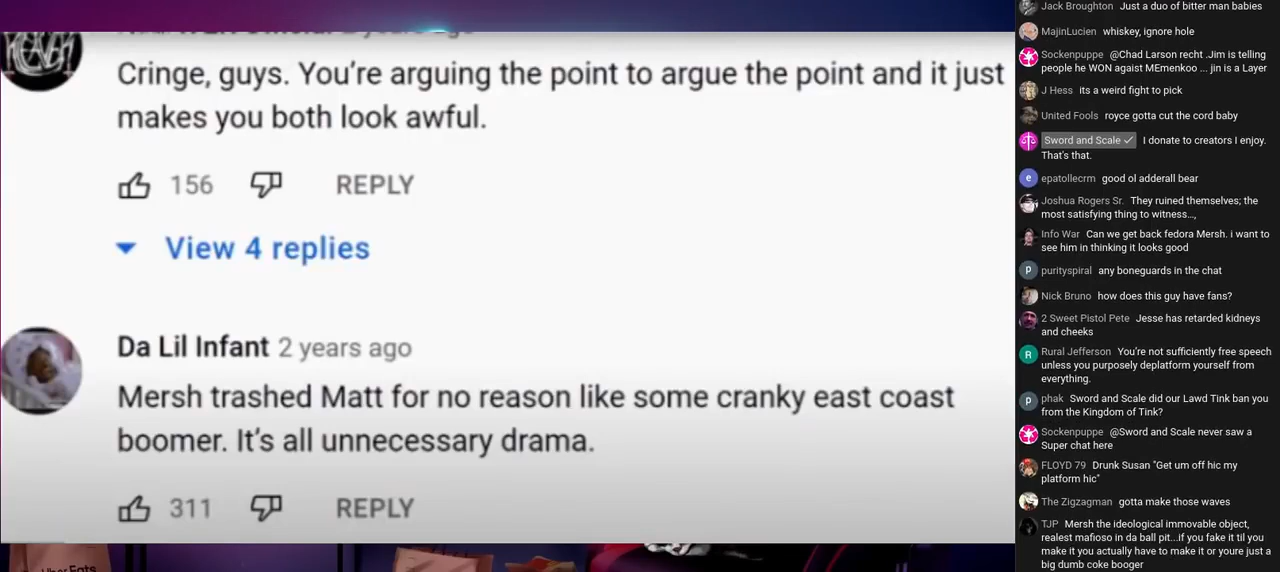 2 years ago
Cringe, guys. You're arguing the point to argue the point and it just
makes you both look awful.
156 REPLY
View 4 replies
Da Lil Infant 2 years ago
Mersh trashed Matt for no reason like some cranky east coast
boomer. It's all unnecessary drama.
311 REPLY
Eats
Jack Broughton Just a duo of bitter man babies
MajinLucien whiskey, ignore hole
Sockenpuppe @Chad Larson recht .Jim is telling
people he WON agaist MEmenkoo ... jin is a Layer
J Hess its a weird fight to pick
United Fools royce gotta cut the cord baby
Sword and Scale I donate to creators I enjoy.
That's that.
e epatollecrm good ol adderall bear
Joshua Rogers Sr. They ruined themselves; the
most satisfying thing to witness...,
Info War Can we get back fedora Mersh. i want to
see him in thinking it looks good
p purityspiral any boneguards in the chat
Nick Bruno how does this guy have fans?
2 Sweet Pistol Pete Jesse has retarded kidneys
and cheeks
R Rural Jefferson You're not sufficiently free speech
unless you purposely deplatform yourself from
everything.
p phak Sword and Scale did our Lawd Tink ban you
from the Kingdom of Tink?
Sockenpuppe @Sword and Scale never saw a
Super chat here
FLOYD 79 Drunk Susan "Get um off hic my
platform hic"
The Zigzagman gotta make those waves
TJP Mersh the ideological immovable object,
realest mafioso in da ball pit...if you fake it til you
make it you actually have to make it or youre just a
big dumb coke booger